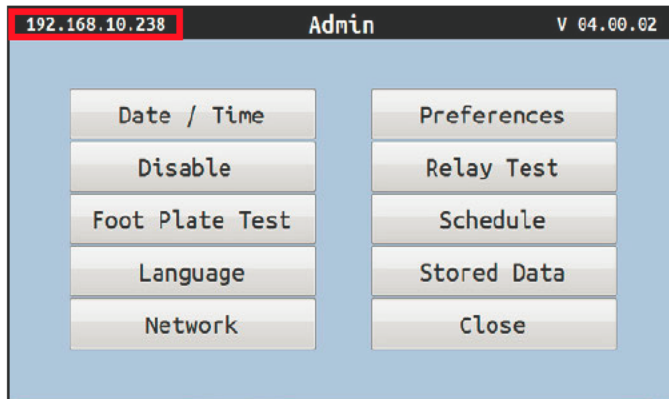 192.168.10.238 Admin V 04.00.02
Date / Time Preferences
Disable Relay Test
Foot Plate Test Schedule
Language Stored Data
Network Close